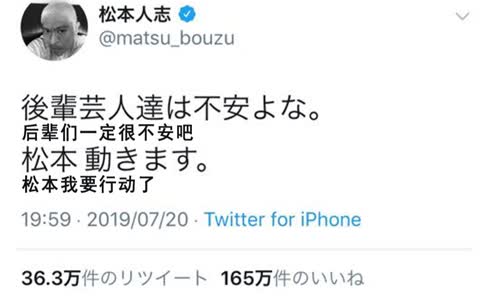 松本人志
@matsu_bouzu
後輩芸人達は不安よな。
后辈们一定很不安吧
松本 動きます。
松本我要行动了
19:59 · 2019/07/20 · Twitter for iPhone
36.3万件のリツイート 165万件のいいね